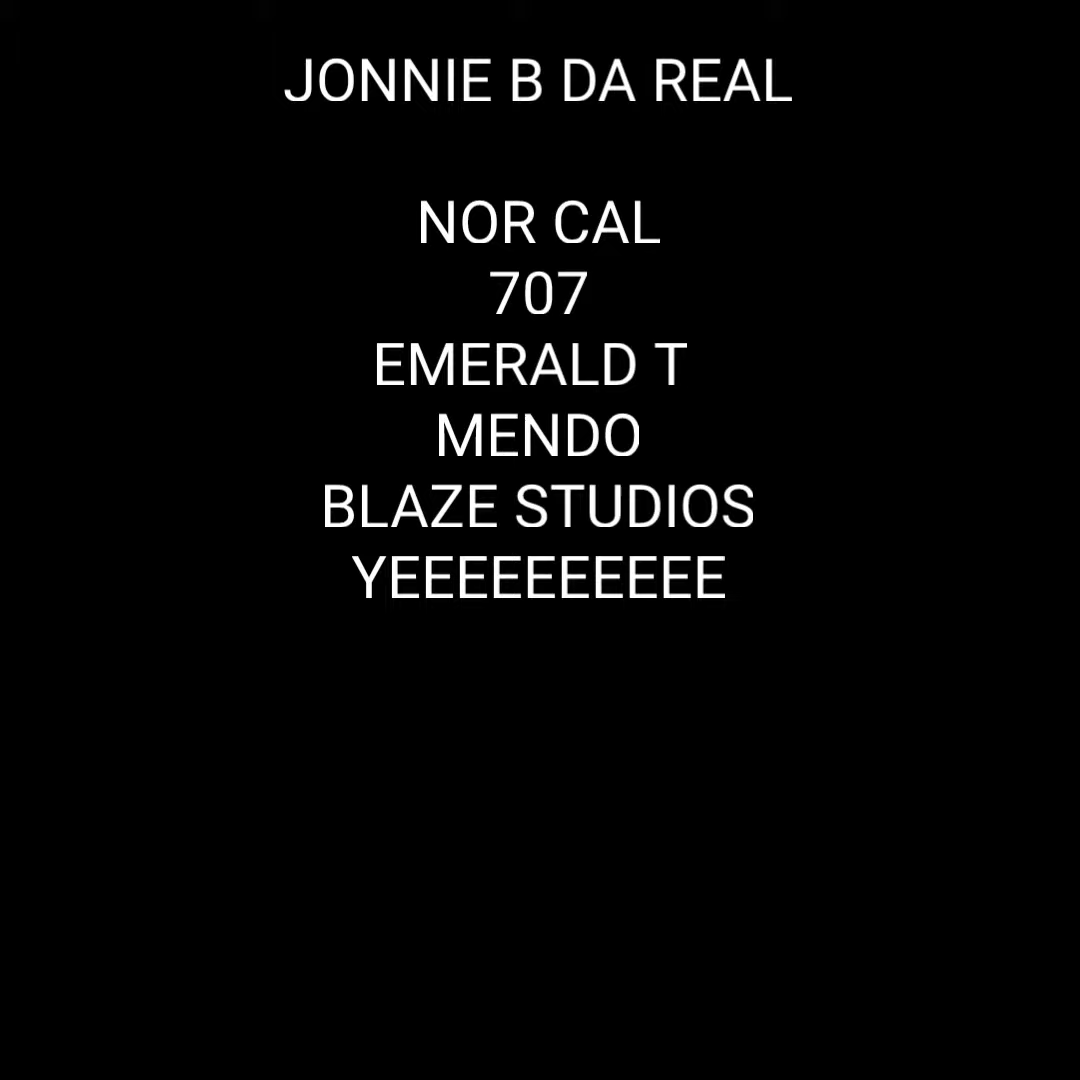 JONNIE B DA REAL
NOR CAL
707
EMERALD T
MENDO
BLAZE STUDIOS
YEEEEEEEEEE